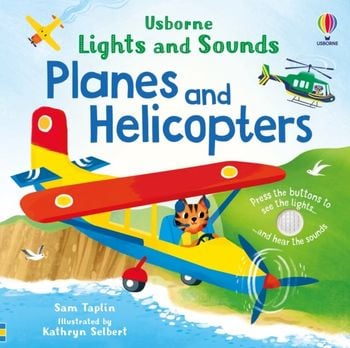 Usborne
Lights and Sounds
USBORNE
Planes and
Helicopters
Press the buttons to
see the lights...
...and hear the sounds
Sam Taplin
Illustrated by
Kathryn Selbert